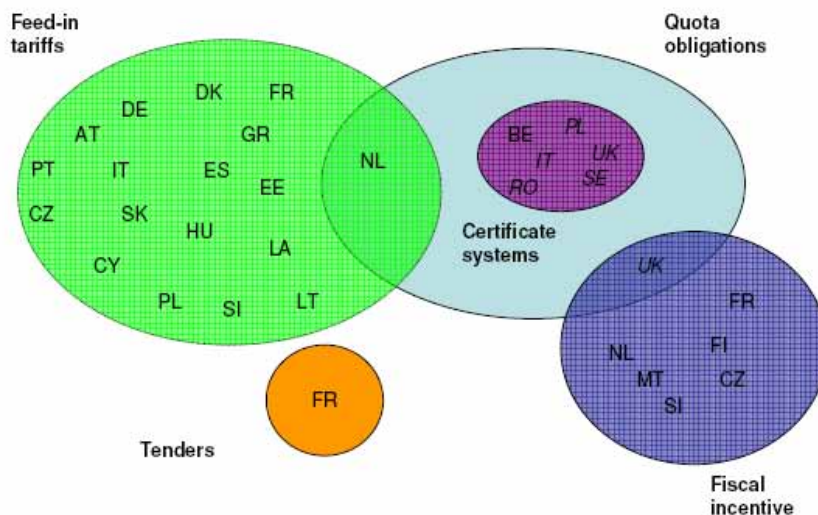 Feed-in
tariffs
Quota
obligations
DE
DK
FR
AT
GR
PT
IT
ES
EE
NL
CZ
SK
HU
LA
CY
PL
SI
LT
BE
PL
IT
UK
RO
SE
Certificate
systems
UK
FR
NL
FI
MT
CZ
SI
FR
Tenders
Fiscal
incentive